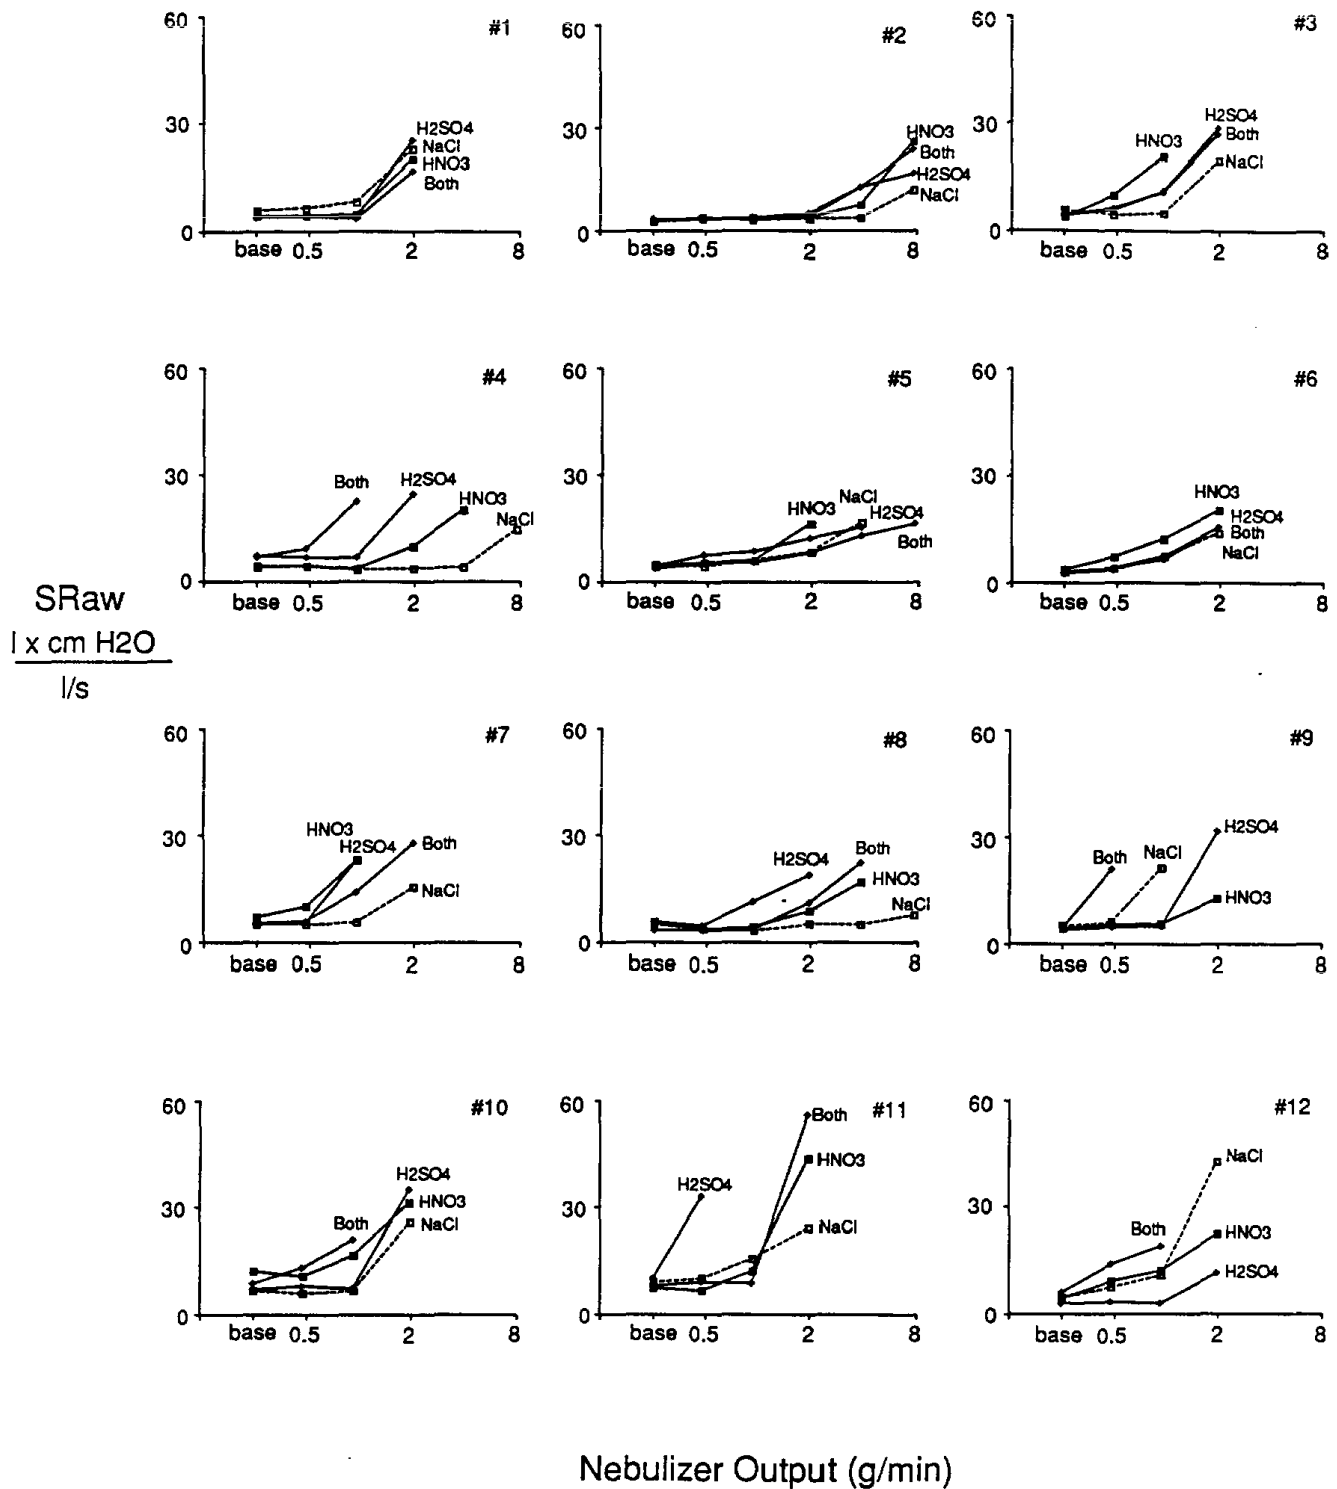 60
#1
30
H2SO4
NaCl
HNO3
Both
0
base 0.5 2 8
60
#2
30
HNO3
Both
H2SO4
NaCl
0
base 0.5 2 8
60
#3
30
H2SO4
Both
HNO3
NaCl
0
base 0.5 2 8
60
#4
30
Both
H2SO4
HNO3
NaCl
0
base 0.5 2 8
60
#5
30
NaCl
HNO3
H2SO4
Both
0
base 0.5 2 8
60
#6
30
HNO3
H2SO4
Both
NaCl
0
base 0.5 2 8
SRaw
l x cm H2O
l/s
60
#7
30
HNO3
H2SO4
Both
NaCl
0
base 0.5 2 8
60
#8
30
H2SO4
Both
HNO3
NaCl
0
base 0.5 2 8
60
#9
30
H2SO4
Both
NaCl
HNO3
0
base 0.5 2 8
60
#10
30
H2SO4
HNO3
Both
NaCl
0
base 0.5 2 8
60
#11
Both
HNO3
H2SO4
30
NaCl
0
base 0.5 2 8
60
#12
NaCl
30
Both
HNO3
H2SO4
0
base 0.5 2 8
Nebulizer Output (g/min)